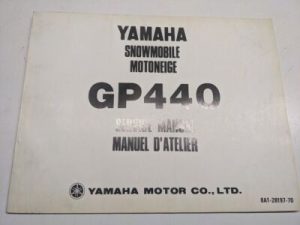 YAMAHA
SNOWMOBILE
MOTONEIGE
GP440
SERVICE MANUAL
MANUEL D'ATELIER
YAMAHA MOTOR CO., LTD.